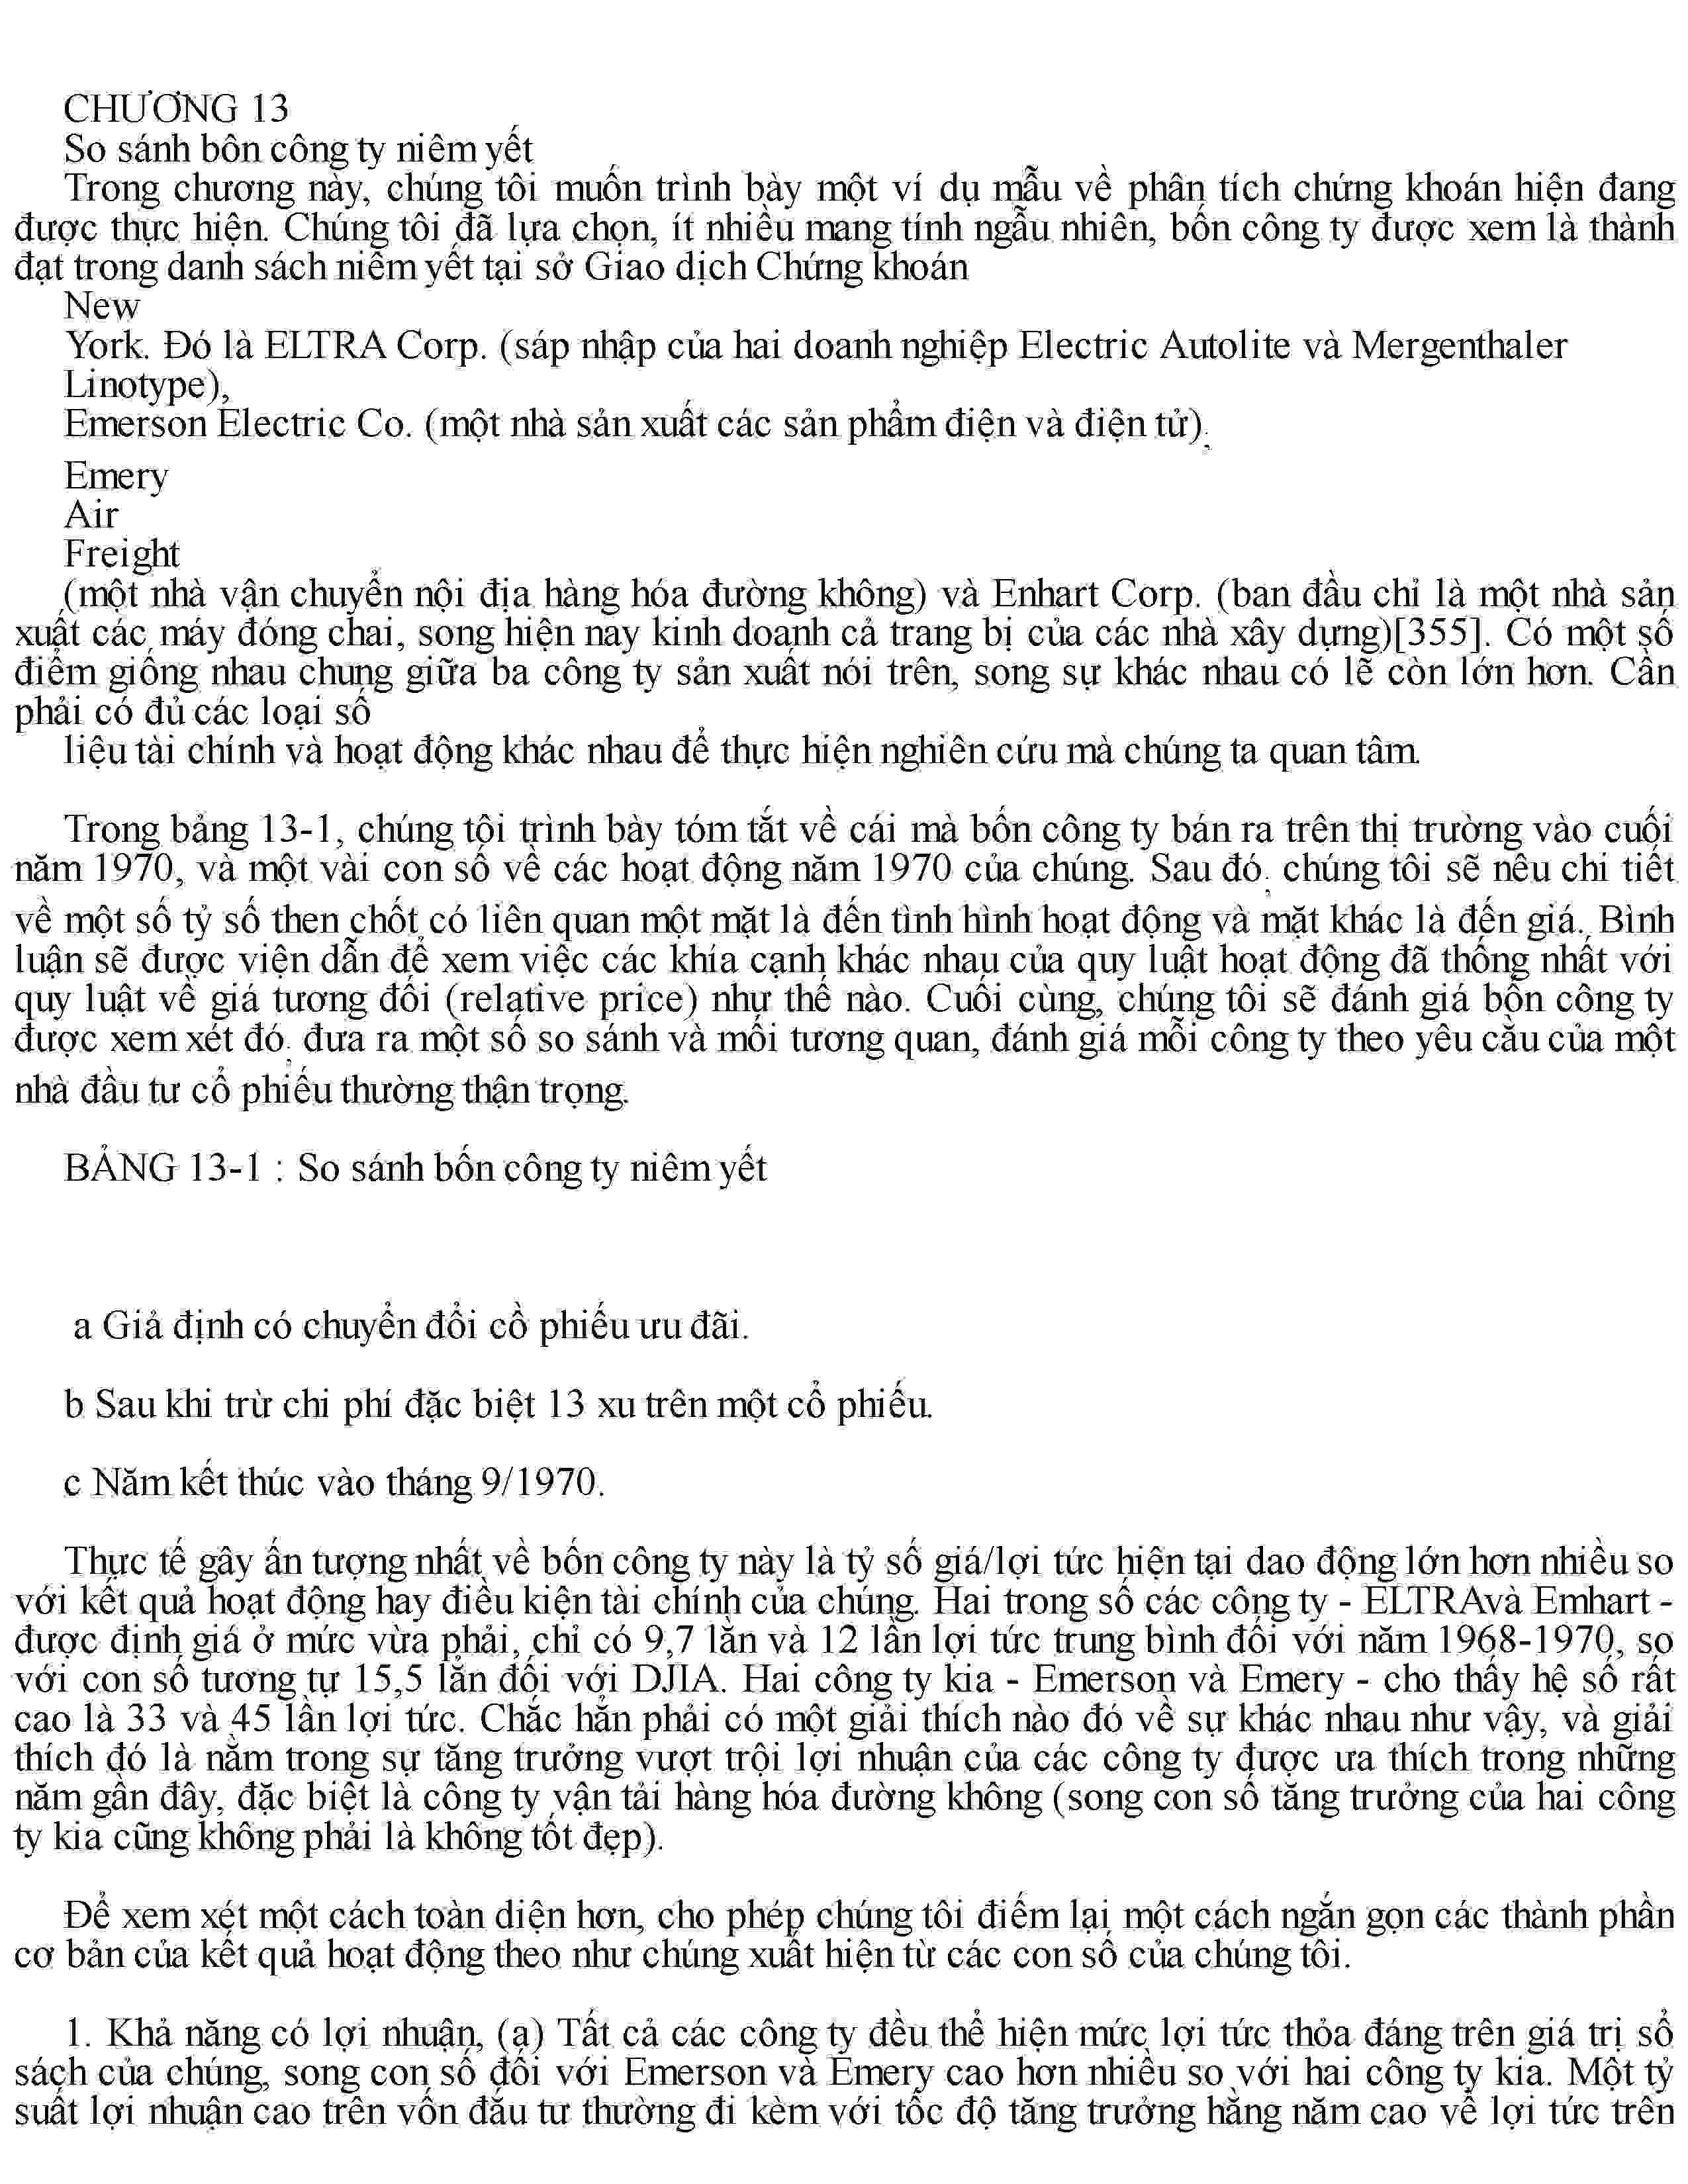 CHƯƠNG 13
So sánh bôn công ty niêm yết
Trong chương này, chúng tôi muốn trình bày một ví dụ mẫu về phân tích chứng khoán hiện đang
được thực hiện. Chúng tôi đã lựa chọn, ít nhiều mang tính ngẫu nhiên, bốn công ty được xem là thành
đạt trong danh sách niêm yết tại sở Giao dịch Chứng khoán
New
York. Đó là ELTRA Corp. (sáp nhập của hai doanh nghiệp Electric Autolite và Mergenthaler
Linotype),
Emerson Electric Co. (một nhà sản xuất các sản phẩm điện và điện tử),
Emery
Air
Freight
(một nhà vận chuyển nội địa hàng hóa đường không) và Enhart Corp. (ban đầu chỉ là một nhà sản
xuất các máy đóng chai, song hiện nay kinh doanh cả trang bị của các nhà xây dựng)[355]. Có một số
điểm giống nhau chung giữa ba công ty sản xuất nói trên, song sự khác nhau có lẽ còn lớn hơn. Cần
phải có đủ các loại số
liệu tài chính và hoạt động khác nhau để thực hiện nghiên cứu mà chúng ta quan tâm.
Trong bảng 13-1, chúng tôi trình bày tóm tắt về cái mà bốn công ty bán ra trên thị trường vào cuối
năm 1970, và một vài con số về các hoạt động năm 1970 của chúng. Sau đó, chúng tôi sẽ nêu chi tiết
về một số tỷ số then chốt có liên quan một mặt là đến tình hình hoạt động và mặt khác là đến giá. Bình
luận sẽ được viện dẫn để xem việc các khía cạnh khác nhau của quy luật hoạt động đã thống nhất với
quy luật về giá tương đối (relative price) như thế nào. Cuối cùng, chúng tôi sẽ đánh giá bốn công ty
được xem xét đó, đưa ra một số so sánh và mối tương quan, đánh giá mỗi công ty theo yêu cầu của một
nhà đầu tư cổ phiếu thường thận trọng.
BẢNG 13-1 : So sánh bốn công ty niêm yết
a Giả định có chuyển đổi cồ phiếu ưu đãi.
b Sau khi trừ chi phí đặc biệt 13 xu trên một cổ phiếu.
c Năm kết thúc vào tháng 9/1970.
Thực tế gây ấn tượng nhất về bốn công ty này là tỷ số giá/lợi tức hiện tại dao động lớn hơn nhiều so
với kết quả hoạt động hay điều kiện tài chính của chúng. Hai trong số các công ty - ELTRAvà Emhart -
được định giá ở mức vừa phải, chỉ có 9,7 lần và 12 lần lợi tức trung bình đối với năm 1968-1970, so
với con số tương tự 15,5 lần đối với DJIA. Hai công ty kia - Emerson và Emery - cho thấy hệ số rất
cao là 33 và 45 lần lợi tức. Chắc hẳn phải có một giải thích nào đó về sự khác nhau như vậy, và giải
thích đó là nằm trong sự tăng trưởng vượt trội lợi nhuận của các công ty được ưa thích trong những
năm gần đây, đặc biệt là công ty vận tải hàng hóa đường không (song con số tăng trưởng của hai công
ty kia cũng không phải là không tốt đẹp).
Để xem xét một cách toàn diện hơn, cho phép chúng tôi điểm lại một cách ngắn gọn các thành phần
cơ bản của kết quả hoạt động theo như chúng xuất hiện từ các con số của chúng tôi.
1. Khả năng có lợi nhuận, (a) Tất cả các công ty đều thể hiện mức lợi tức thỏa đáng trên giá trị sổ
sách của chúng, song con số đối với Emerson và Emery cao hơn nhiều so với hai công ty kia. Một tỷ
suất lợi nhuận cao trên vốn đầu tư thường đi kèm với tốc độ tăng trưởng hằng năm cao về lợi tức trên